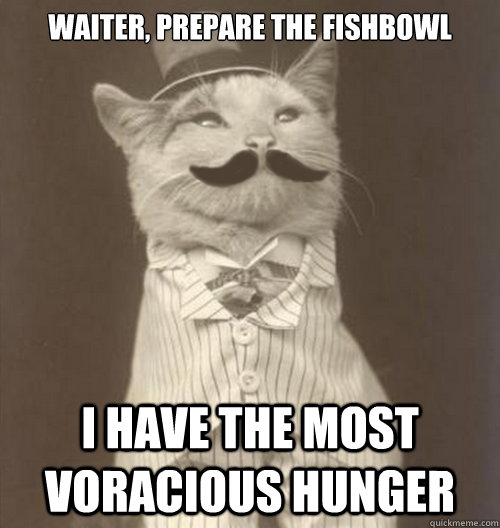 WAITER, PREPARE THE FISHBOWL
I HAVE THE MOST
VORACIOUS HUNGER
quickmeme.com